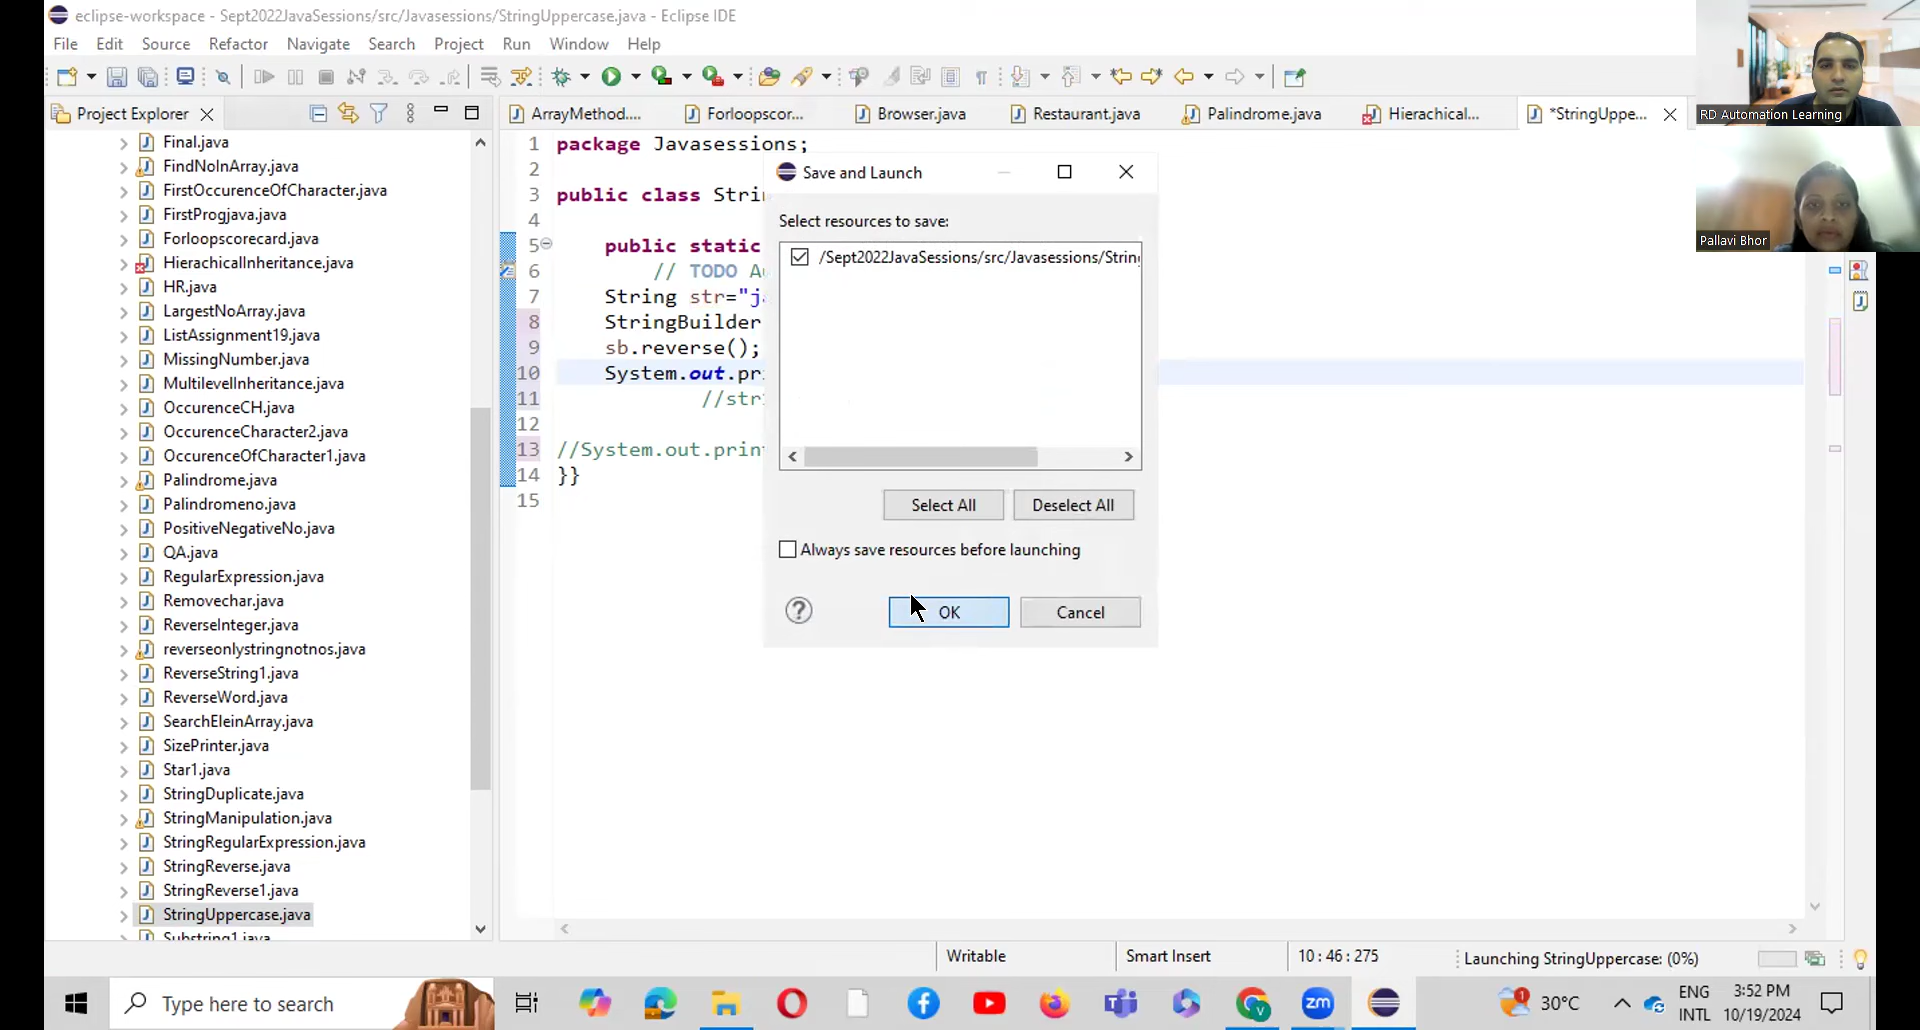 eclipse-workspace - Sept2022JavaSessions/src/Javasessions/StringUppercase.java - Eclipse IDE
File Edit Source Refactor Navigate Search Project Run Window Help
Project Explorer
ArrayMethod.... Forloopscor... Browser.java Restaurant.java Palindrome.java Hierachical... *StringUppe...
RD Automation Learning
Pallavi Bhor
Final.java
FindNoInArray.java
FirstOccurenceOfCharacter.java
FirstProgjava.java
Forloopscorecard.java
HierachicalInheritance.java
HR.java
LargestNoArray.java
ListAssignment19.java
MissingNumber.java
MultilevelInheritance.java
OccurenceCH.java
OccurenceCharacter2.java
OccurenceOfCharacter1.java
Palindrome.java
Palindromeno.java
PositiveNegativeNo.java
QA.java
RegularExpression.java
Removechar.java
ReverseInteger.java
reverseonlystringnotnos.java
ReverseString1.java
ReverseWord.java
SearchEleinArray.java
SizePrinter.java
Star1.java
StringDuplicate.java
StringManipulation.java
StringRegularExpression.java
StringReverse.java
StringReverse1.java
StringUppercase.java
Substring1.java
1 package Javasessions;
2
3 public class Strin
4
5 public static
6 // TODO Au
7 String str="ja
8 StringBuilder
9 sb.reverse();
10 System.out.pri
11 //stri
12
13 //System.out.print
14 }}
15
Save and Launch
Select resources to save:
/Sept2022JavaSessions/src/Javasessions/String
Select All Deselect All
Always save resources before launching
OK Cancel
Writable Smart Insert 10 : 46 : 275 Launching StringUppercase: (0%)
Type here to search
zm
V
1
30°C
ENG
INTL
3:52 PM
10/19/2024